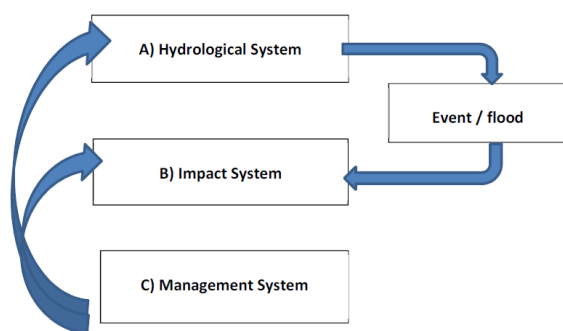 A) Hydrological System
Event / flood
B) Impact System
C) Management System